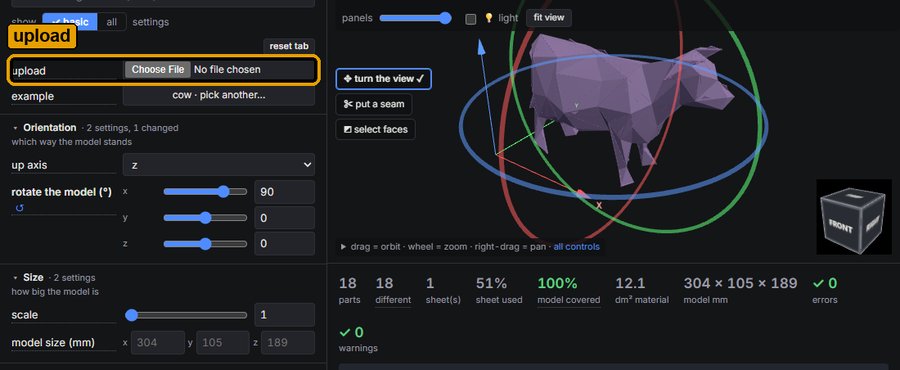 show ✓ basic all settings
upload
reset tab
upload Choose File No file chosen
example cow · pick another...
Orientation · 2 settings, 1 changed
which way the model stands
up axis z
rotate the model (°) x 90
y 0
z 0
Size · 2 settings
how big the model is
scale 1
model size (mm) x 304 y 105 z 189
panels light fit view
turn the view ✓
put a seam
select faces
Y
X
FRONT
drag = orbit · wheel = zoom · right-drag = pan · all controls
18 18 1 51% 100% 12.1 304 × 105 × 189 ✓ 0
parts different sheet(s) sheet used model covered dm² material model mm errors
✓ 0
warnings